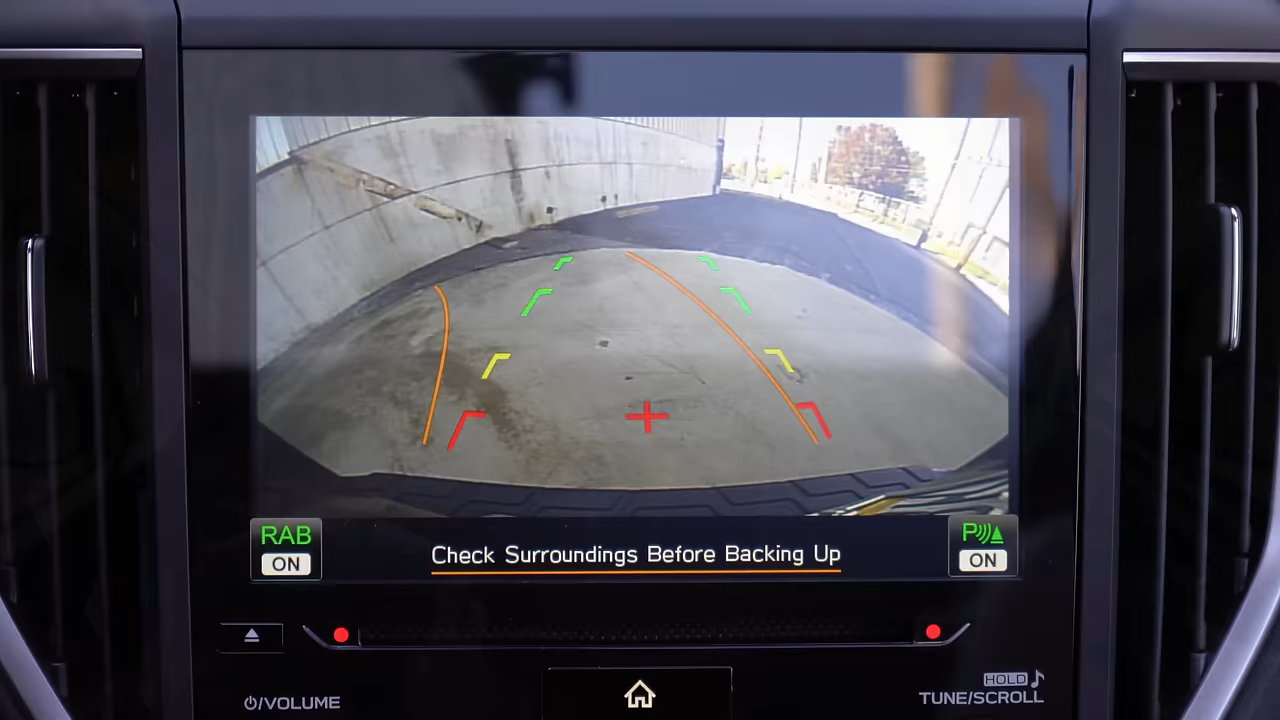 RAB
ON
Check Surroundings Before Backing Up
P
ON
/VOLUME
HOLD
TUNE/SCROLL